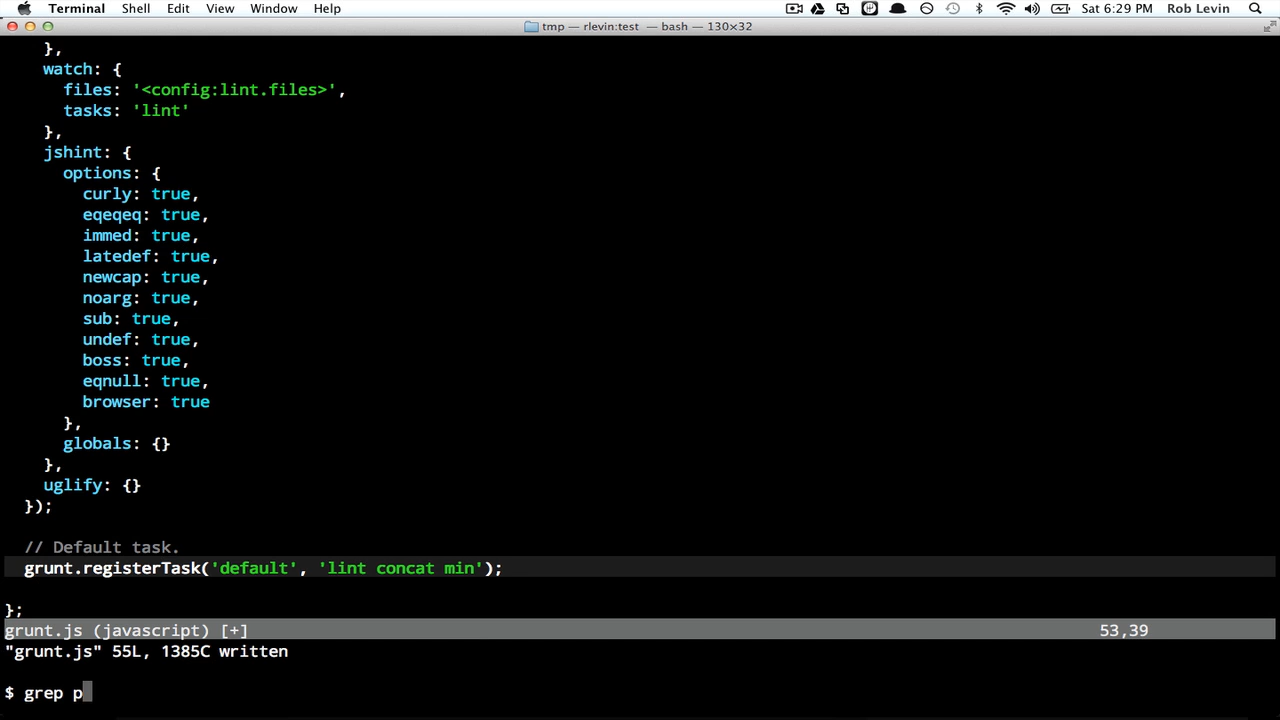 Terminal Shell Edit View Window Help Sat 6:29 PM Rob Levin
tmp — rlevin:test — bash — 130×32
},
watch: {
files: '<config:lint.files>',
tasks: 'lint'
},
jshint: {
options: {
curly: true,
eqeqeq: true,
immed: true,
latedef: true,
newcap: true,
noarg: true,
sub: true,
undef: true,
boss: true,
eqnull: true,
browser: true
},
globals: {}
},
uglify: {}
});
// Default task.
grunt.registerTask('default', 'lint concat min');
};
grunt.js (javascript) [+] 53,39
"grunt.js" 55L, 1385C written
$ grep p